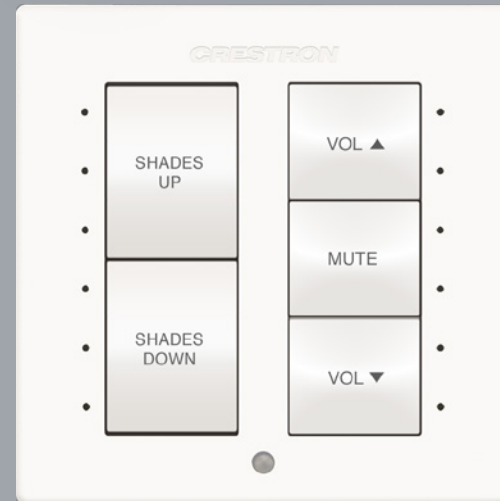 CRESTRON
SHADES
UP
SHADES
DOWN
VOL ▲
MUTE
VOL ▼